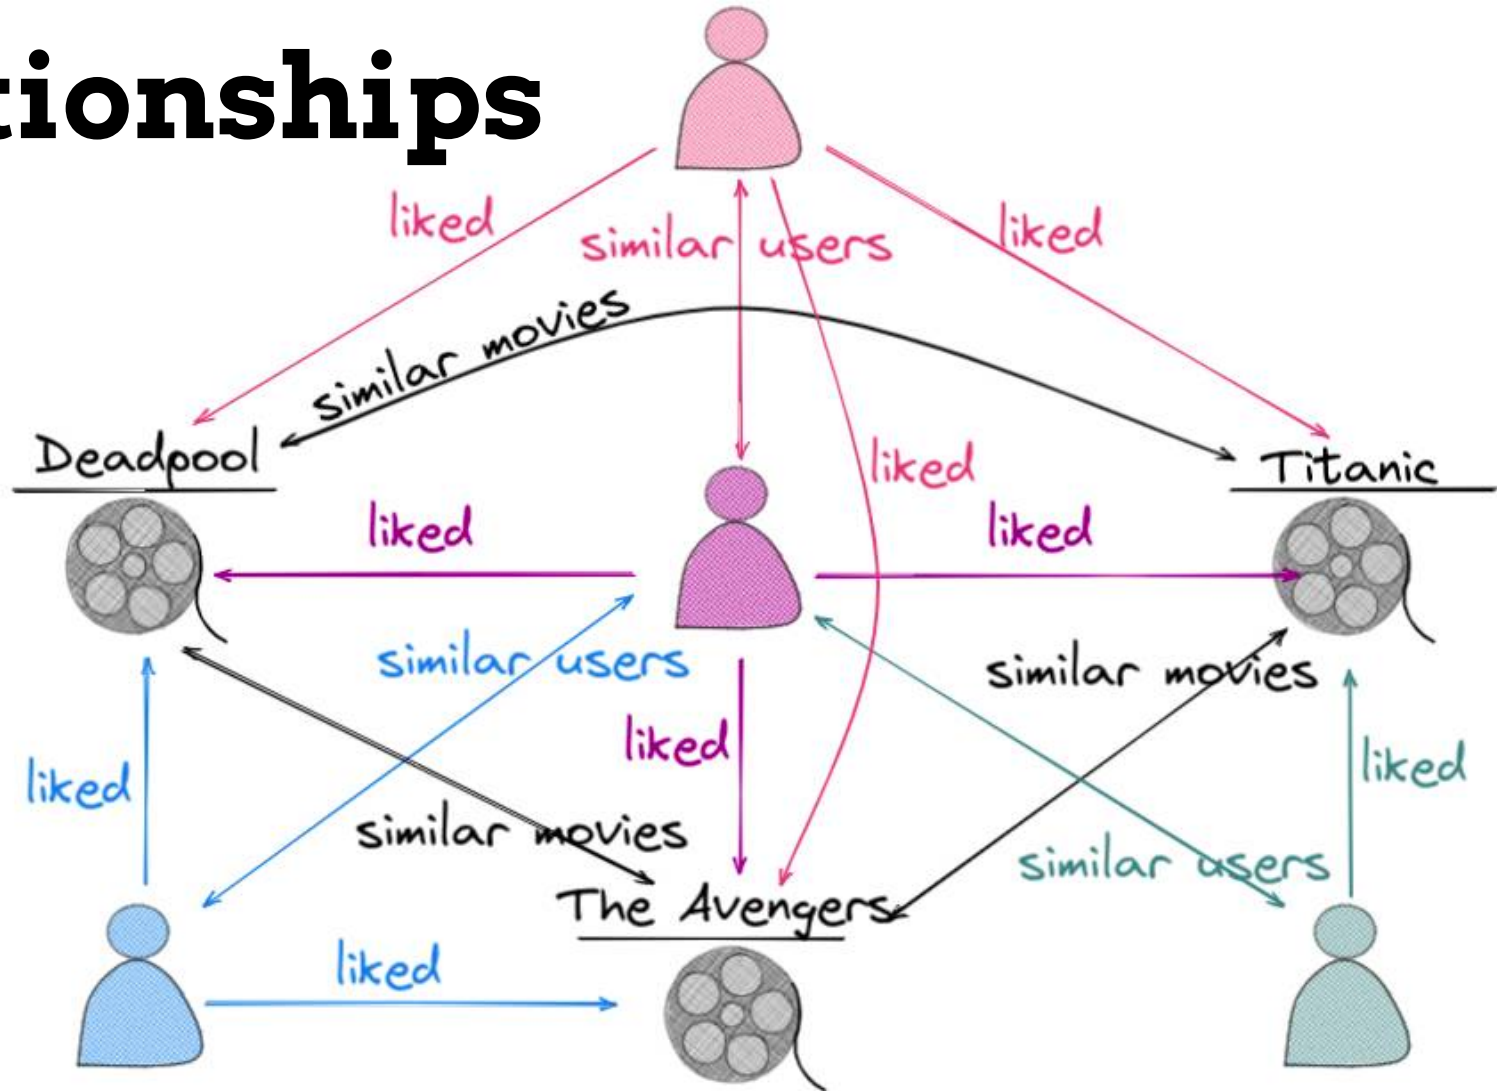 tionships
liked
similar users
liked
similar movies
Deadpool
liked
Titanic
liked
liked
similar users
similar movies
liked
liked
liked
similar movies
similar users
The Avengers
liked